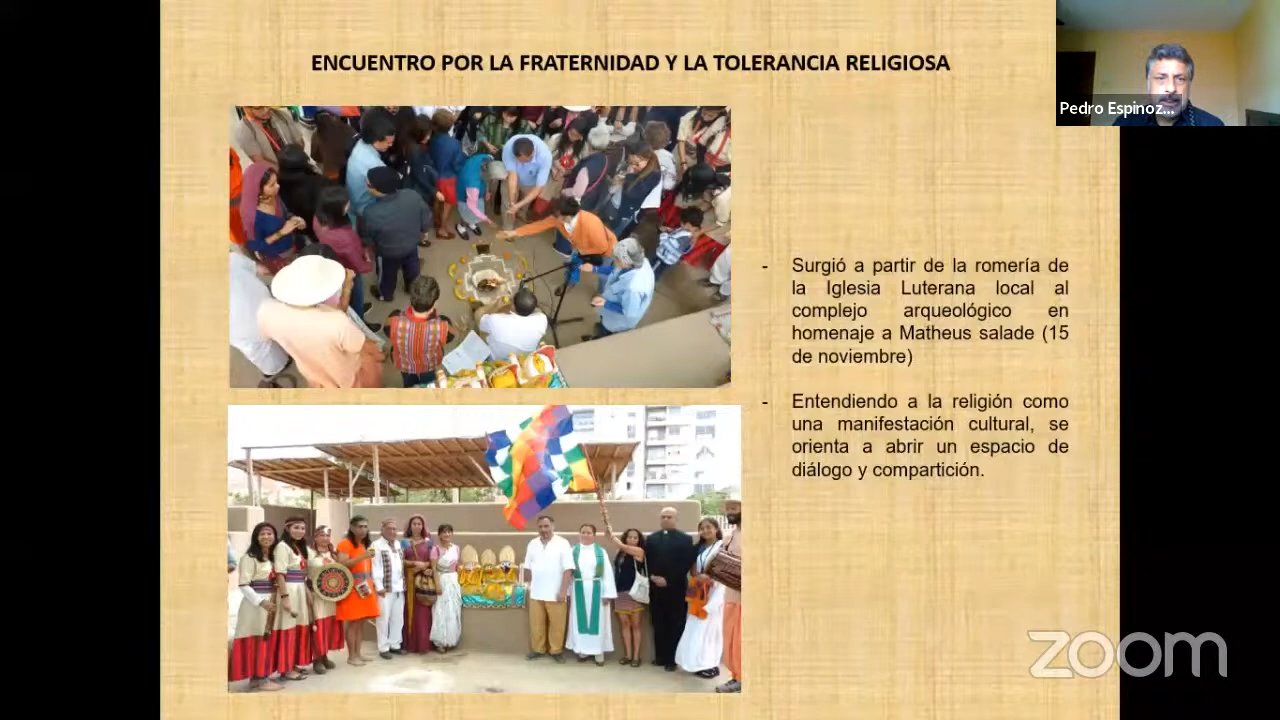 ENCUENTRO POR LA FRATERNIDAD Y LA TOLERANCIA RELIGIOSA
Pedro Espinoz...
- Surgió a partir de la romería de
la Iglesia Luterana local al
complejo arqueológico en
homenaje a Matheus salade (15
de noviembre)
- Entendiendo a la religión como
una manifestación cultural, se
orienta a abrir un espacio de
diálogo y compartición.
zoom